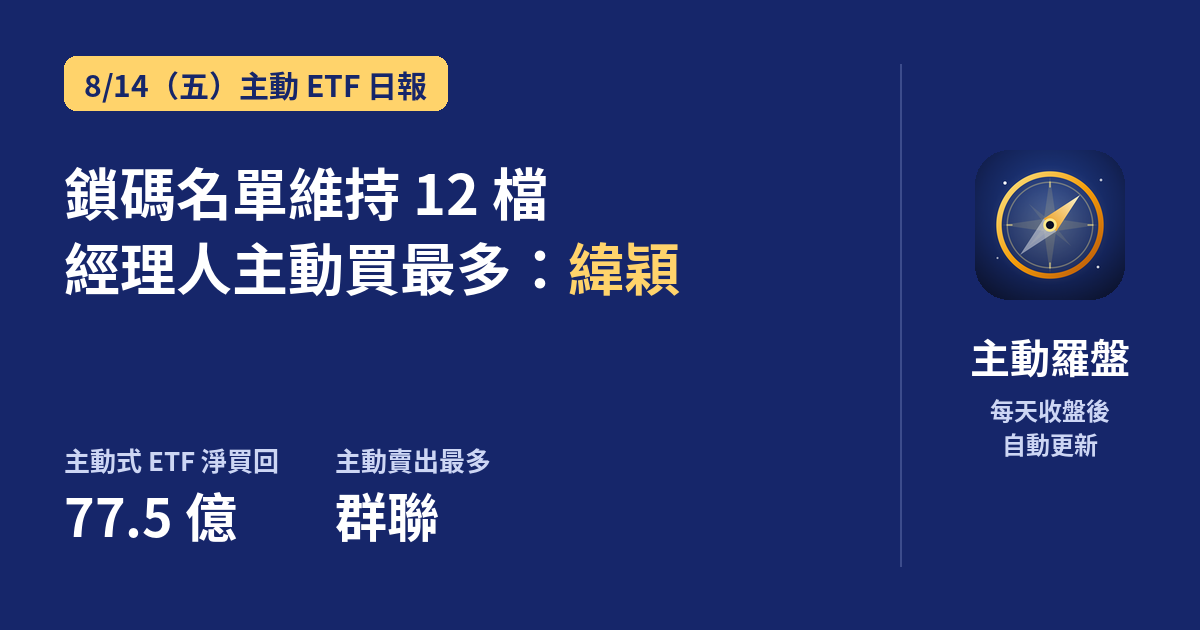 8/14（五）主動 ETF 日報
鎖碼名單維持 12 檔
經理人主動買最多：緯穎
主動式 ETF 淨買回
77.5 億
主動賣出最多
群聯
主動羅盤
每天收盤後
自動更新